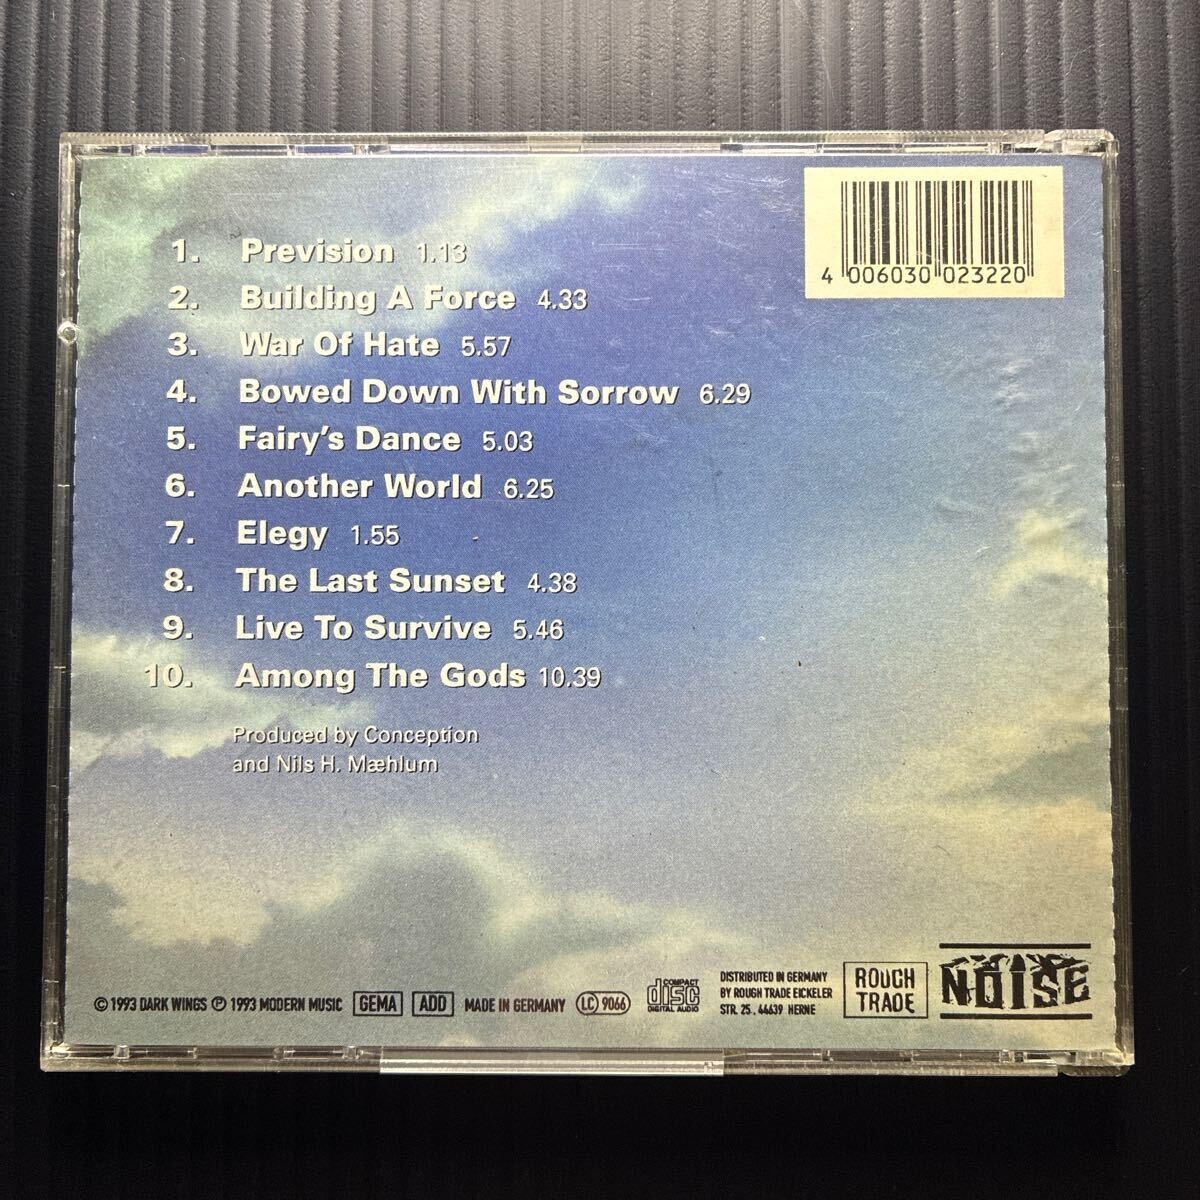 4 006030 023220
1. Prevision 1.13
2. Building A Force 4.33
3. War Of Hate 5.57
4. Bowed Down With Sorrow 6.29
5. Fairy's Dance 5.03
6. Another World 6.25
7. Elegy 1.55
8. The Last Sunset 4.38
9. Live To Survive 5.46
10. Among The Gods 10.39
Produced by Conception
and Nils H. Mæhlum
© 1993 DARK WINGS ℗ 1993 MODERN MUSIC GEMA ADD MADE IN GERMANY LC 9066
COMPACT
disc
DIGITAL AUDIO
DISTRIBUTED IN GERMANY
BY ROUGH TRADE EICKELER
STR. 25, 44639 HERNE
ROUGH
TRADE
NOISE